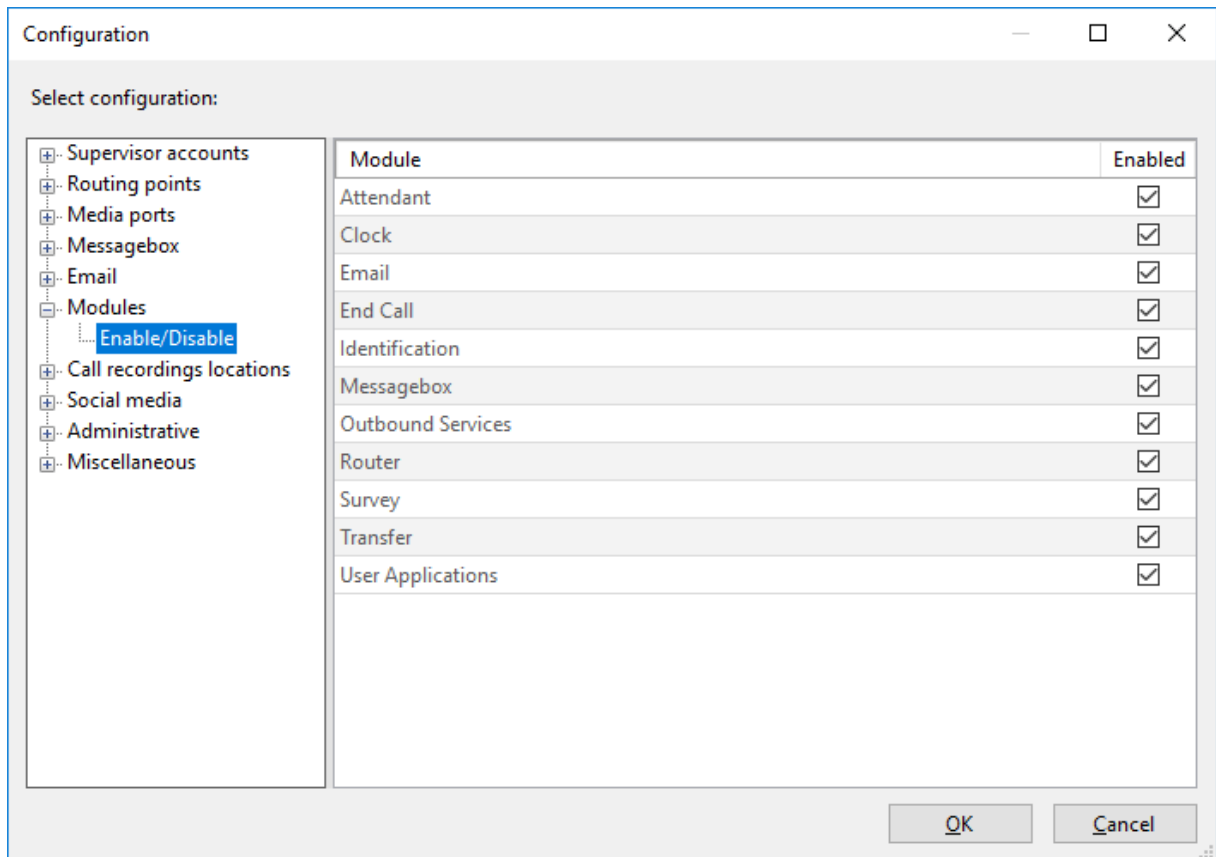 Configuration
Select configuration:
Supervisor accounts
Routing points
Media ports
Messagebox
Email
Modules
Enable/Disable
Call recordings locations
Social media
Administrative
Miscellaneous
Module Enabled
Attendant
Clock
Email
End Call
Identification
Messagebox
Outbound Services
Router
Survey
Transfer
User Applications
OK Cancel